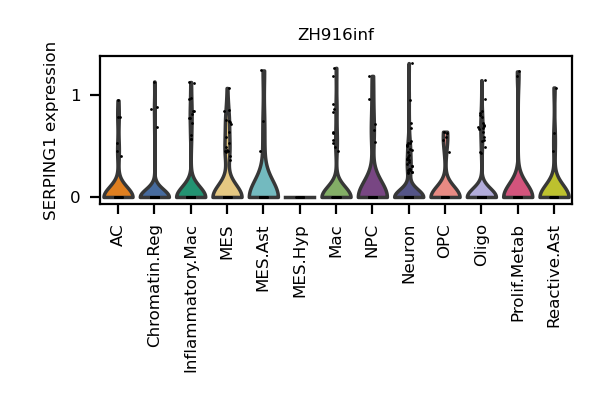 ZH916inf
SERPING1 expression
1
0
AC
Chromatin.Reg
Inflammatory.Mac
MES
MES.Ast
MES.Hyp
Mac
NPC
Neuron
OPC
Oligo
Prolif.Metab
Reactive.Ast